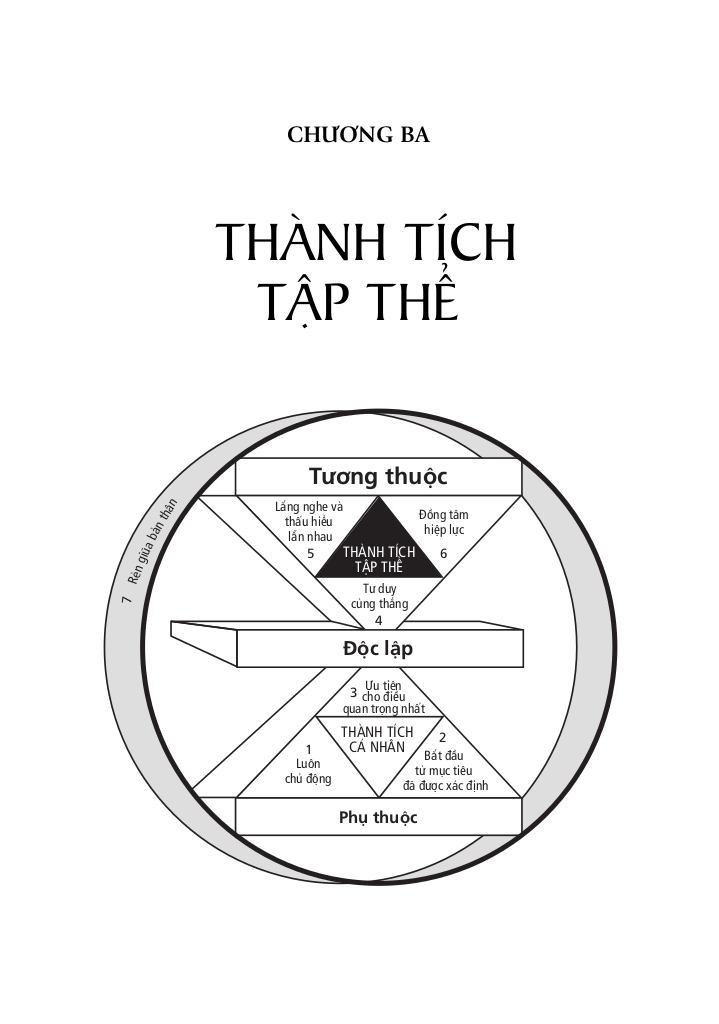 CHƯƠNG BA
THÀNH TÍCH
TẬP THỂ
Tương thuộc
Lắng nghe và
thấu hiểu
lẫn nhau
5
Đồng tâm
hiệp lực
6
THÀNH TÍCH
TẬP THỂ
Tư duy
cùng thắng
4
7 Rèn giũa bản thân
Độc lập
3 Ưu tiên
cho điều
quan trọng nhất
THÀNH TÍCH
CÁ NHÂN
1
Luôn
chủ động
2
Bắt đầu
từ mục tiêu
đã được xác định
Phụ thuộc